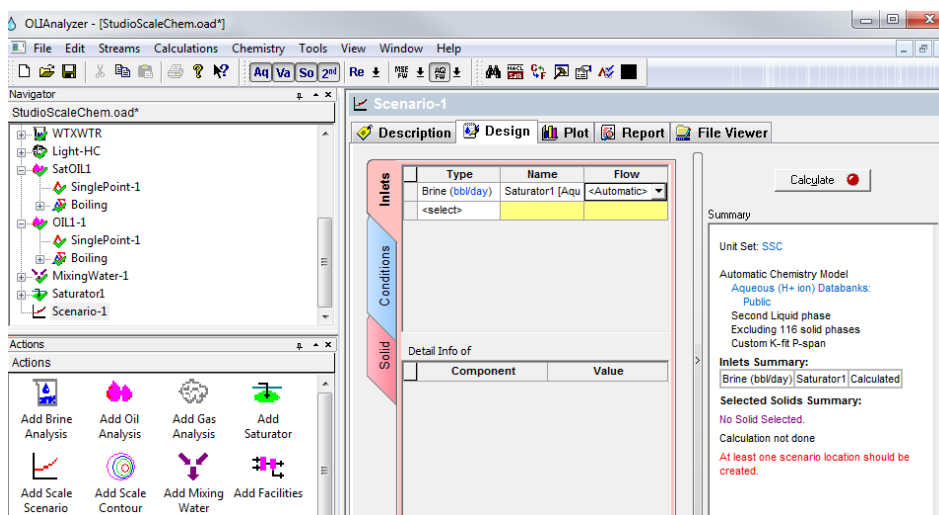 OLIAnalyzer - [StudioScaleChem.oad*]
File Edit Streams Calculations Chemistry Tools View Window Help
Aq Va So 2nd Re MSE FW AQ FW
Navigator
StudioScaleChem.oad*
WTXWTR
Light-HC
SatOIL1
SinglePoint-1
Boiling
OIL1-1
SinglePoint-1
Boiling
MixingWater-1
Saturator1
Scenario-1
Actions
Actions
Add Brine Analysis
Add Oil Analysis
Add Gas Analysis
Add Saturator
Add Scale Scenario
Add Scale Contour
Add Mixing Water
Add Facilities
Scenario-1
Description Design Plot Report File Viewer
Inlets
Conditions
Solid
Type Name Flow
Brine (bbl/day) Saturator1 [Aqu <Automatic>
<select>
Detail Info of
Component Value
Calculate
Summary
Unit Set: SSC
Automatic Chemistry Model
Aqueous (H+ ion) Databanks:
Public
Second Liquid phase
Excluding 116 solid phases
Custom K-fit P-span
Inlets Summary:
Brine (bbl/day) Saturator1 Calculated
Selected Solids Summary:
No Solid Selected.
Calculation not done
At least one scenario location should be
created.